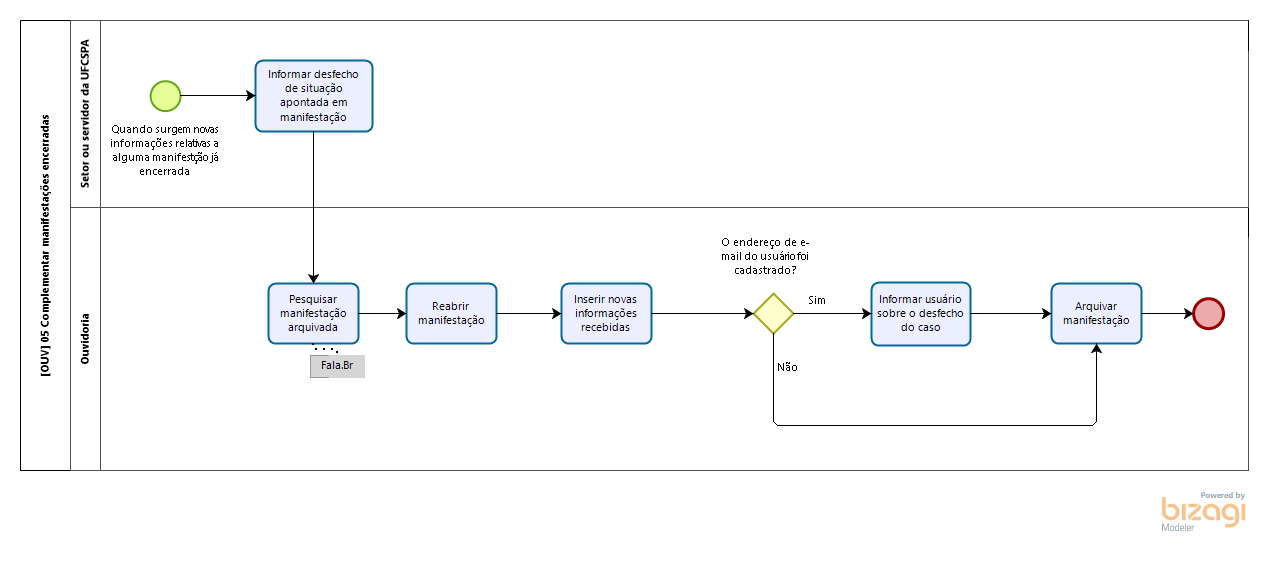 [OUV] 05 Complementar manifestações encerradas
Setor ou servidor da UFCSPA
Quando surgem novas
informações relativas a
alguma manifestção já
encerrada
Informar desfecho
de situação
apontada em
manifestação
Ouvidoria
Pesquisar
manifestação
arquivada
Fala.Br
Reabrir
manifestação
Inserir novas
informações
recebidas
O endereço de e-
mail do usuário foi
cadastrado?
Sim
Não
Informar usuário
sobre o desfecho
do caso
Arquivar
manifestação
Powered by
bizagi
Modeler